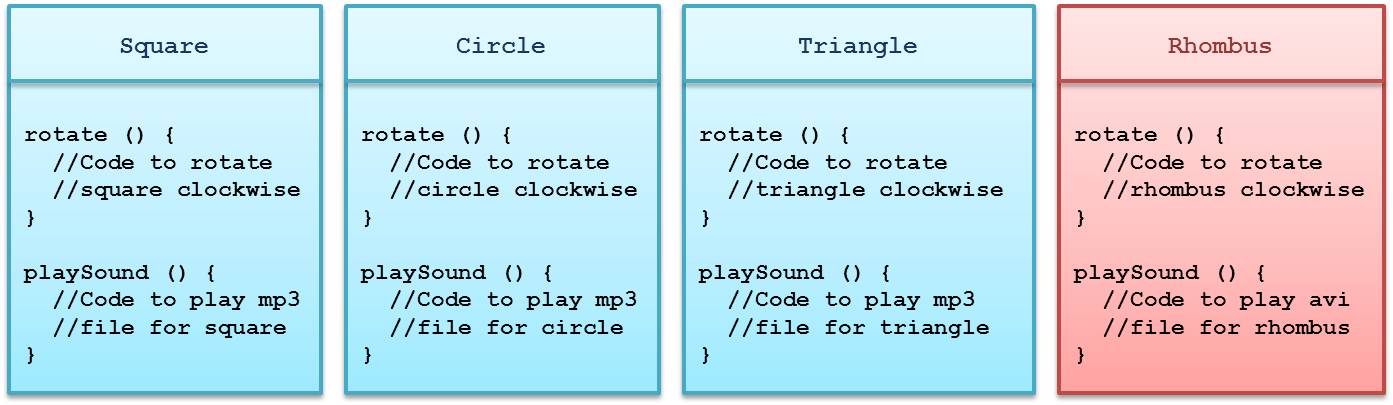 Square
rotate () {
  //Code to rotate
  //square clockwise
}
playSound () {
  //Code to play mp3
  //file for square
}
Circle
rotate () {
  //Code to rotate
  //circle clockwise
}
playSound () {
  //Code to play mp3
  //file for circle
}
Triangle
rotate () {
  //Code to rotate
  //triangle clockwise
}
playSound () {
  //Code to play mp3
  //file for triangle
}
Rhombus
rotate () {
  //Code to rotate
  //rhombus clockwise
}
playSound () {
  //Code to play avi
  //file for rhombus
}